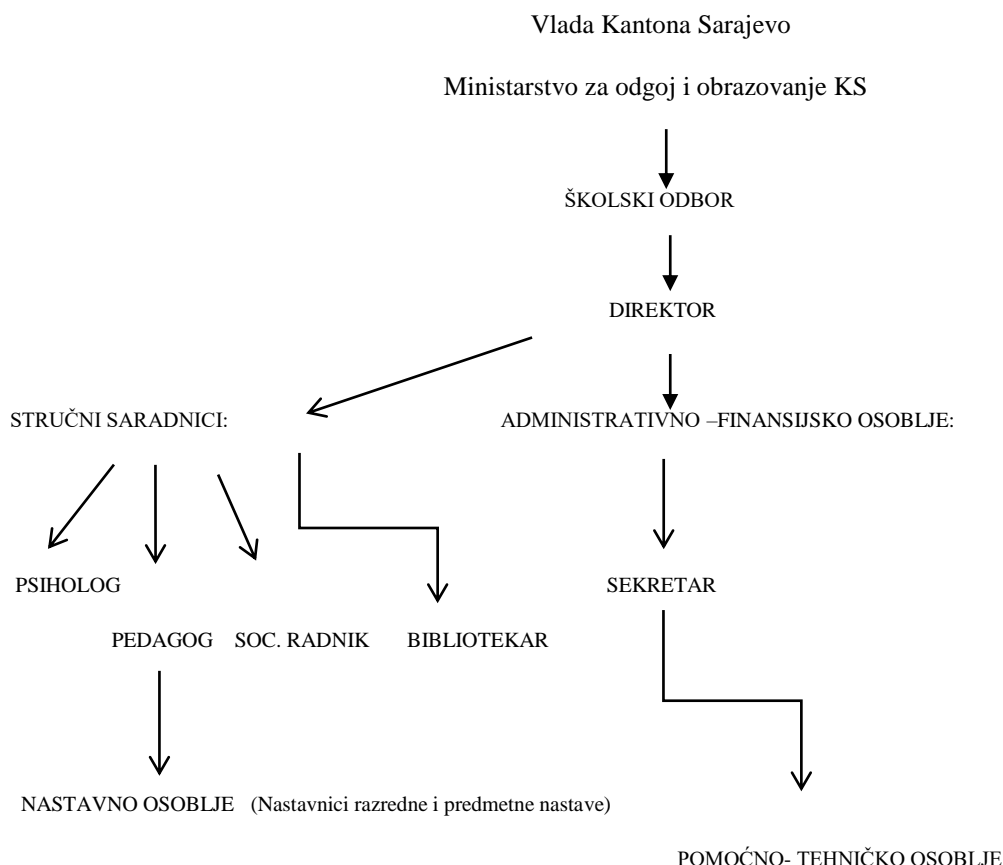 Vlada Kantona Sarajevo
Ministarstvo za odgoj i obrazovanje KS
ŠKOLSKI ODBOR
DIREKTOR
STRUČNI SARADNICI:
ADMINISTRATIVNO –FINANSIJSKO OSOBLJE:
PSIHOLOG
SEKRETAR
PEDAGOG SOC. RADNIK BIBLIOTEKAR
NASTAVNO OSOBLJE (Nastavnici razredne i predmetne nastave)
POMOĆNO- TEHNIČKO OSOBLJE